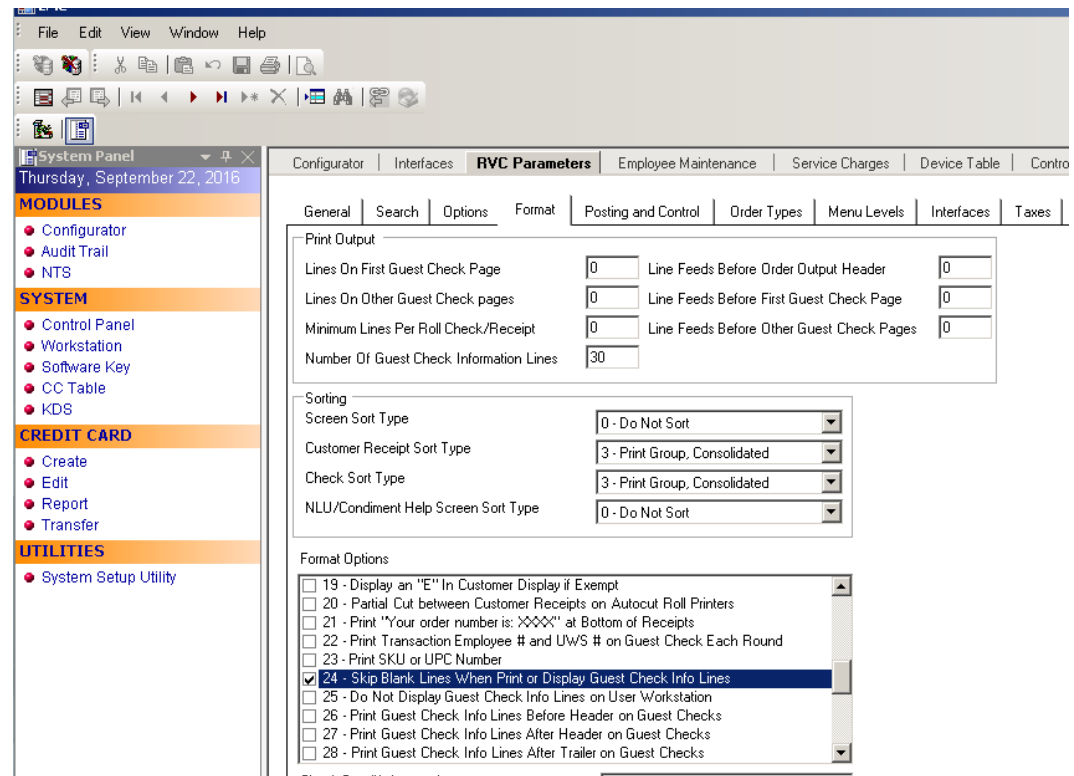 File Edit View Window Help
System Panel
Thursday, September 22, 2016
MODULES
Configurator
Audit Trail
NTS
SYSTEM
Control Panel
Workstation
Software Key
CC Table
KDS
CREDIT CARD
Create
Edit
Report
Transfer
UTILITIES
System Setup Utility
Configurator | Interfaces RVC Parameters Employee Maintenance | Service Charges | Device Table | Contro
General Search Options Format Posting and Control Order Types Menu Levels Interfaces Taxes
Print Output
Lines On First Guest Check Page 0 Line Feeds Before Order Output Header 0
Lines On Other Guest Check pages 0 Line Feeds Before First Guest Check Page 0
Minimum Lines Per Roll Check/Receipt 0 Line Feeds Before Other Guest Check Pages 0
Number Of Guest Check Information Lines 30
Sorting
Screen Sort Type 0 - Do Not Sort
Customer Receipt Sort Type 3 - Print Group, Consolidated
Check Sort Type 3 - Print Group, Consolidated
NLU/Condiment Help Screen Sort Type 0 - Do Not Sort
Format Options
19 - Display an "E" In Customer Display if Exempt
20 - Partial Cut between Customer Receipts on Autocut Roll Printers
21 - Print "Your order number is: XXXX" at Bottom of Receipts
22 - Print Transaction Employee # and UWS # on Guest Check Each Round
23 - Print SKU or UPC Number
24 - Skip Blank Lines When Print or Display Guest Check Info Lines
25 - Do Not Display Guest Check Info Lines on User Workstation
26 - Print Guest Check Info Lines Before Header on Guest Checks
27 - Print Guest Check Info Lines After Header on Guest Checks
28 - Print Guest Check Info Lines After Trailer on Guest Checks